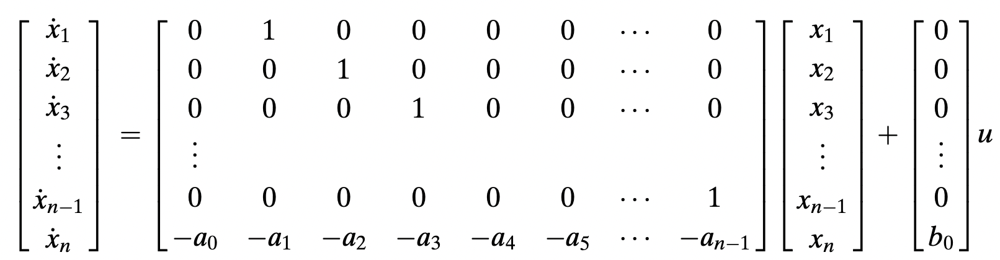 ẋ₁ = 0 1 0 0 0 0 ⋯ 0 x₁ + 0 u
ẋ₂ 0 0 1 0 0 0 ⋯ 0 x₂ 0
ẋ₃ 0 0 0 1 0 0 ⋯ 0 x₃ 0
⋮ ⋮ ⋮ ⋮
ẋₙ₋₁ 0 0 0 0 0 0 ⋯ 1 xₙ₋₁ 0
ẋₙ −a₀ −a₁ −a₂ −a₃ −a₄ −a₅ ⋯ −aₙ₋₁ xₙ b₀